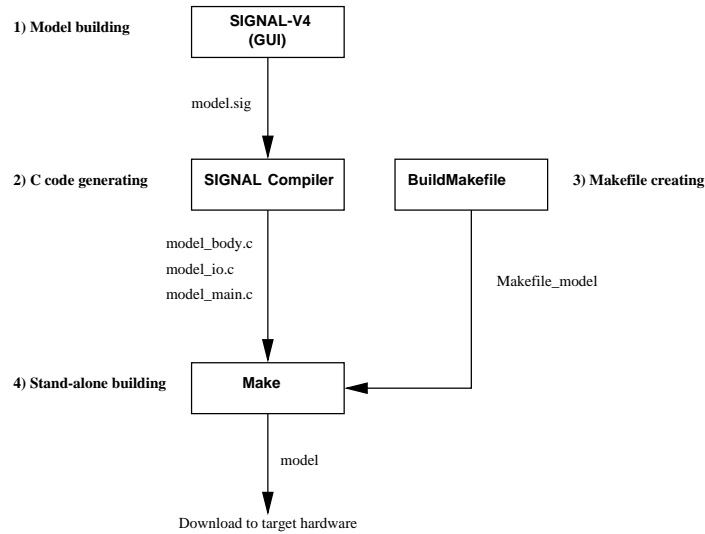 SIGNAL-V4
(GUI)
1) Model building
model.sig
2) C code generating
SIGNAL Compiler
BuildMakefile
3) Makefile creating
model_body.c
model_io.c
model_main.c
Makefile_model
4) Stand-alone building
Make
model
Download to target hardware